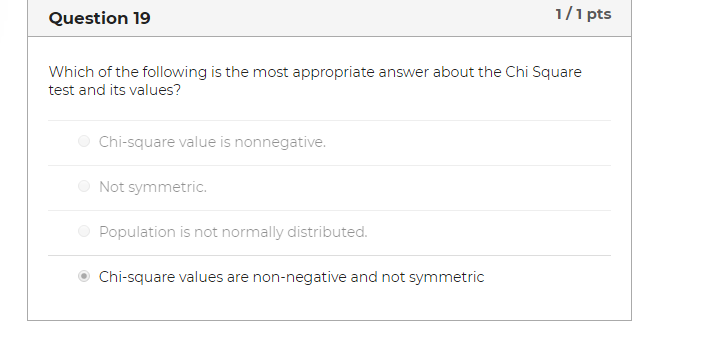 Question 19
1 / 1 pts
Which of the following is the most appropriate answer about the Chi Square
test and its values?
Chi-square value is nonnegative.
Not symmetric.
Population is not normally distributed.
Chi-square values are non-negative and not symmetric